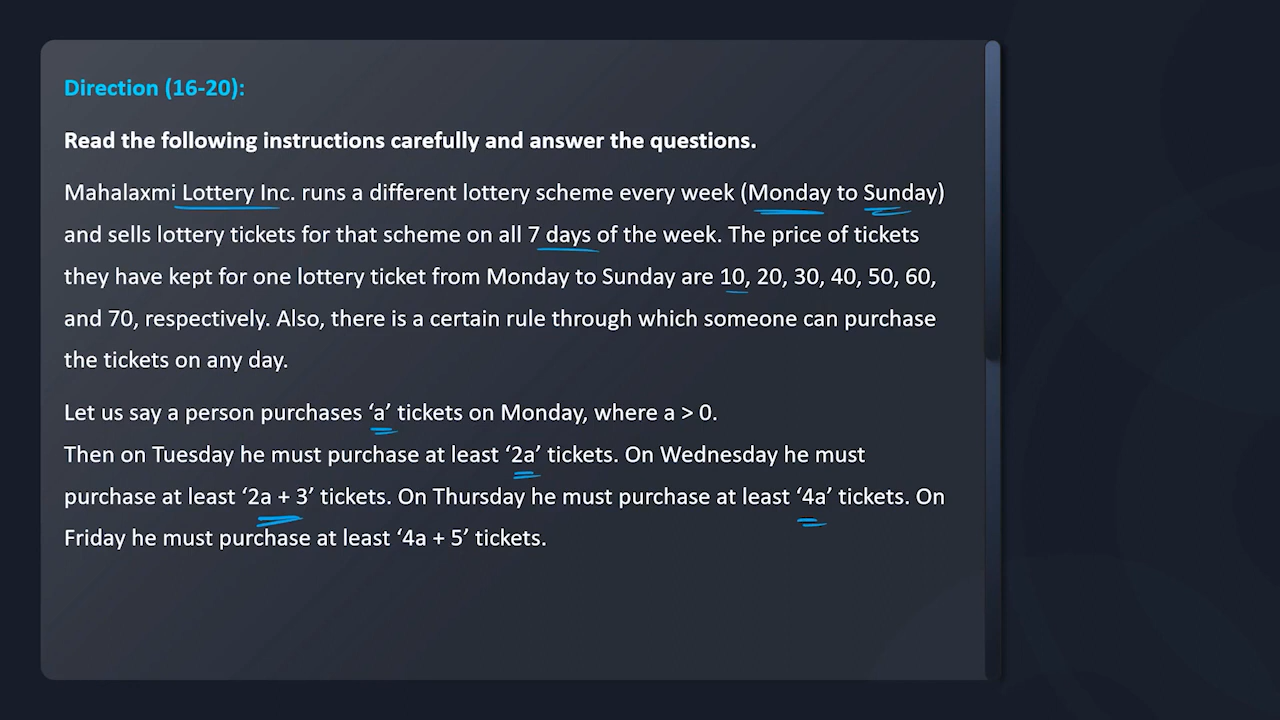 Direction (16-20):
Read the following instructions carefully and answer the questions.
Mahalaxmi Lottery Inc. runs a different lottery scheme every week (Monday to Sunday)
and sells lottery tickets for that scheme on all 7 days of the week. The price of tickets
they have kept for one lottery ticket from Monday to Sunday are 10, 20, 30, 40, 50, 60,
and 70, respectively. Also, there is a certain rule through which someone can purchase
the tickets on any day.
Let us say a person purchases ‘a’ tickets on Monday, where a > 0.
Then on Tuesday he must purchase at least ‘2a’ tickets. On Wednesday he must
purchase at least ‘2a + 3’ tickets. On Thursday he must purchase at least ‘4a’ tickets. On
Friday he must purchase at least ‘4a + 5’ tickets.